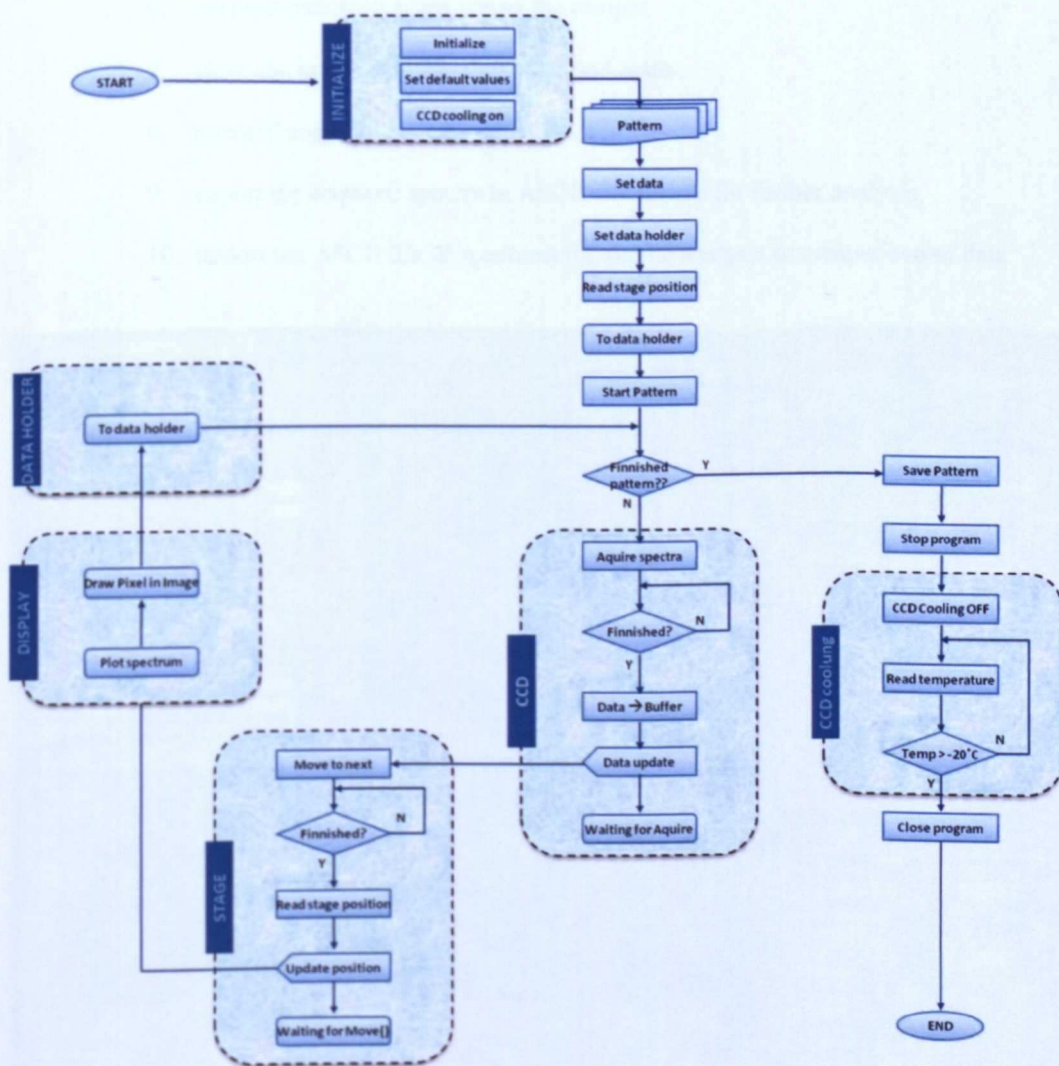 START
INITIALIZE
Initialize
Set default values
CCD cooling on
Pattern
Set data
Set data holder
Read stage position
To data holder
Start Pattern
Finnished
pattern??
Y
N
Save Pattern
Stop program
CCD coolung
CCD Cooling OFF
Read temperature
Temp > -20°C
N
Y
Close program
END
CCD
Aquire spectra
Finnished?
N
Y
Data → Buffer
Data update
Waiting for Aquire
STAGE
Move to next
Finnished?
N
Y
Read stage position
Update position
Waiting for Move()
DISPLAY
Draw Pixel in Image
Plot spectrum
DATA HOLDER
To data holder